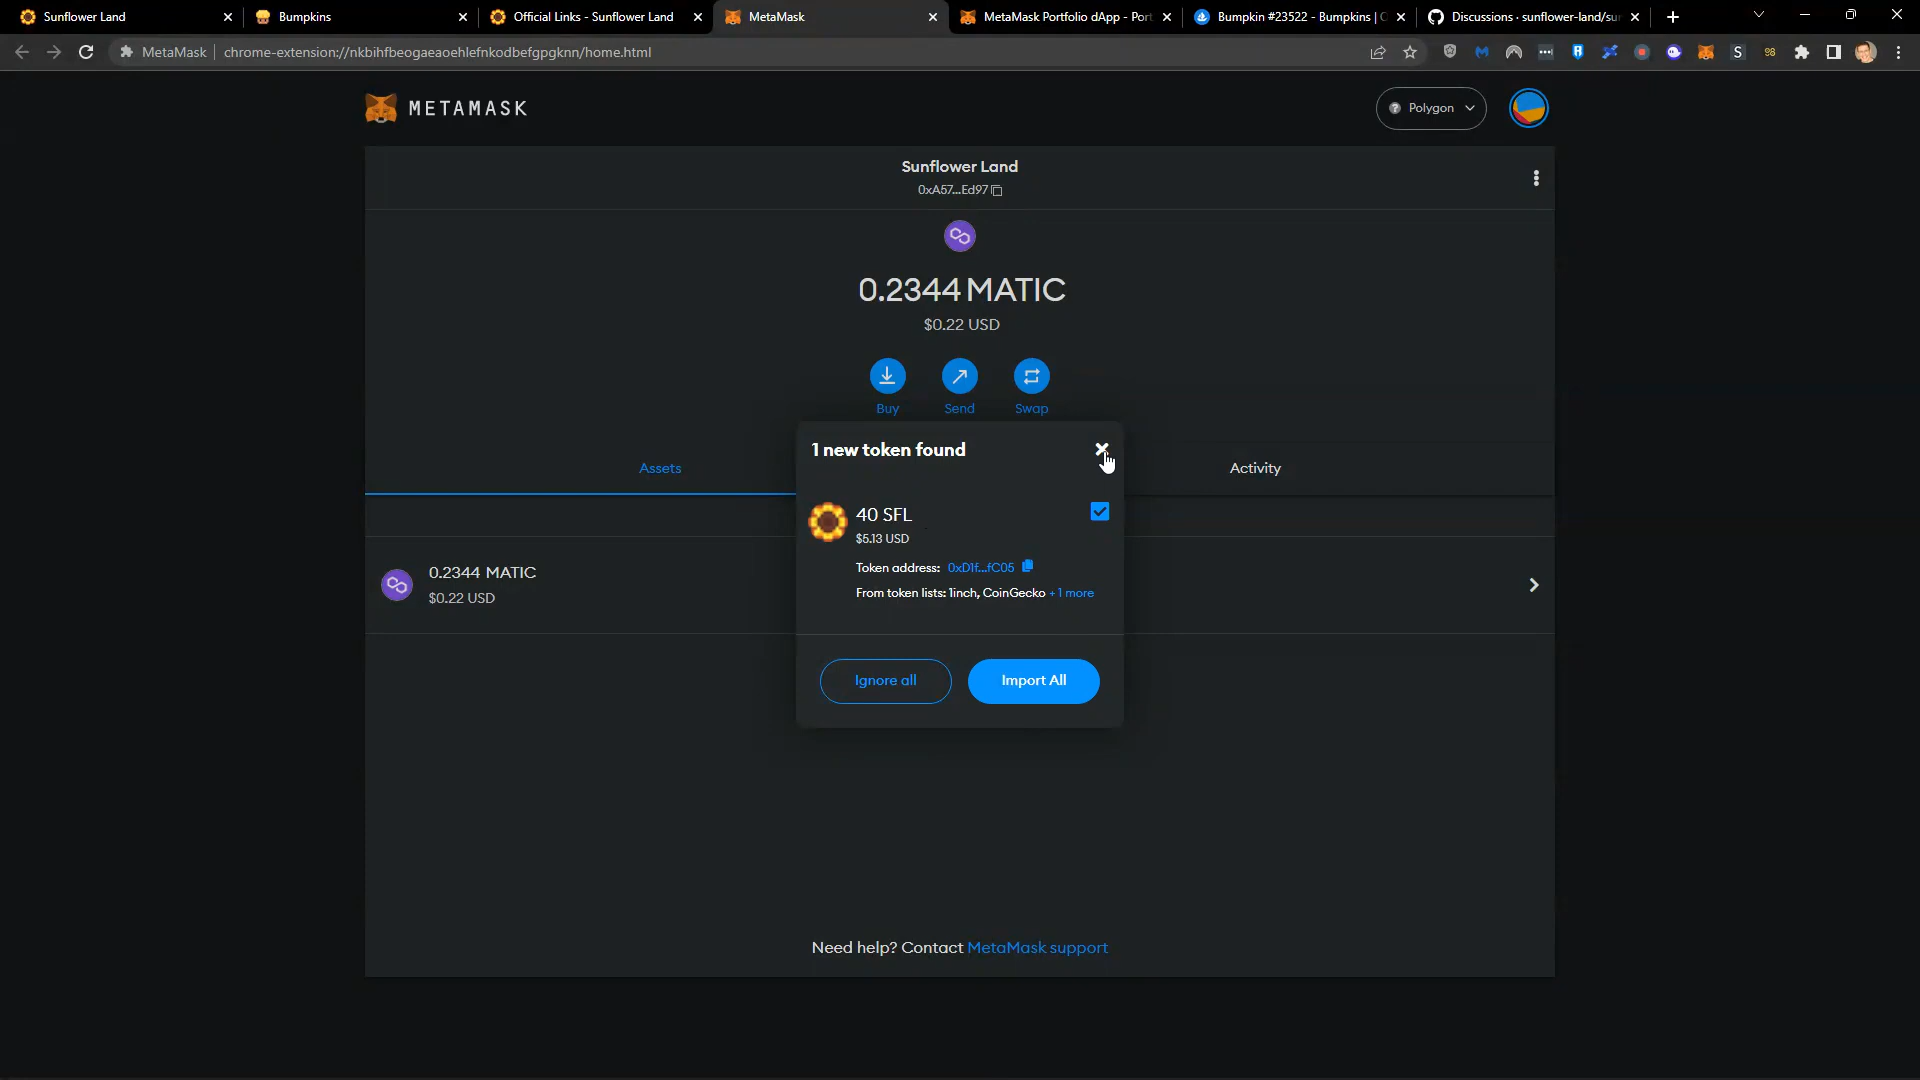 Sunflower Land
Bumpkins
Official Links - Sunflower Land
MetaMask
MetaMask Portfolio dApp - Port
Bumpkin #23522 - Bumpkins | C
Discussions · sunflower-land/su
MetaMask
chrome-extension://nkbihfbeogaeaoehlefnkodbefgpgknn/home.html
S
98
METAMASK
? Polygon
Sunflower Land
0xA57...Ed97
0.2344 MATIC
$0.22 USD
Buy
Send
Swap
1 new token found
Assets
Activity
40 SFL
$5.13 USD
Token address: 0xD1f...fC05
From token lists: 1inch, CoinGecko + 1 more
0.2344 MATIC
$0.22 USD
Ignore all
Import All
Need help? Contact MetaMask support